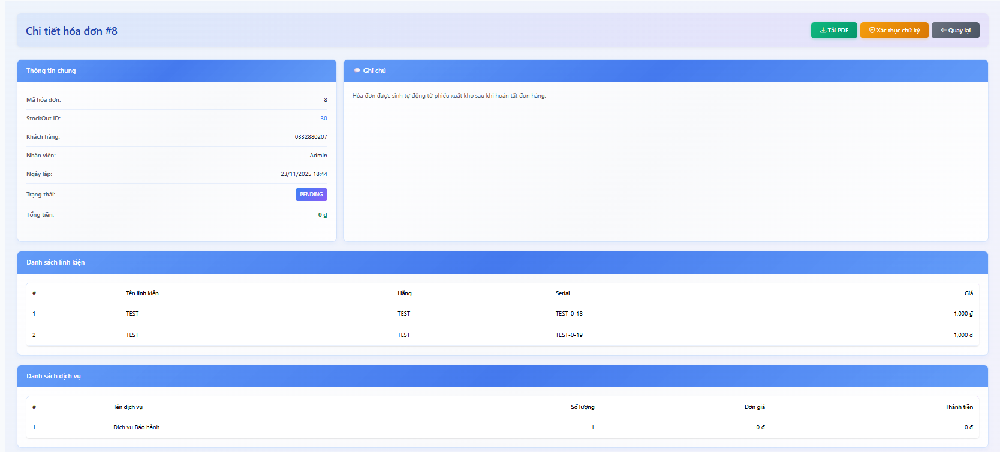 Chi tiết hóa đơn #8
Tải PDF
Xác thực chữ ký
Quay lại
Thông tin chung
Mã hóa đơn: 8
StockOut ID: 30
Khách hàng: 0332880207
Nhân viên: Admin
Ngày lập: 23/11/2025 18:44
Trạng thái: PENDING
Tổng tiền: 0 ₫
Ghi chú
Hóa đơn được sinh tự động từ phiếu xuất kho sau khi hoàn tất đơn hàng.
Danh sách linh kiện
# Tên linh kiện Hãng Serial Giá
1 TEST TEST TEST-0-18 1,000 ₫
2 TEST TEST TEST-0-19 1,000 ₫
Danh sách dịch vụ
# Tên dịch vụ Số lượng Đơn giá Thành tiền
1 Dịch vụ Bảo hành 1 0 ₫ 0 ₫